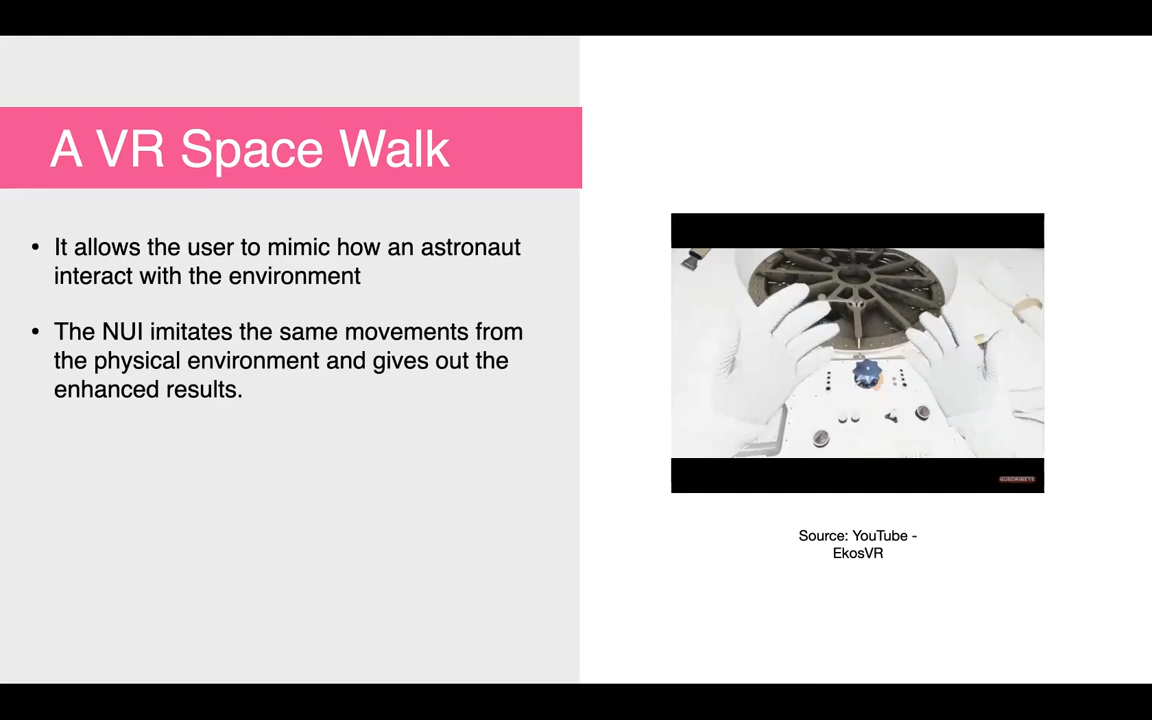 A VR Space Walk
• It allows the user to mimic how an astronaut
interact with the environment
• The NUI imitates the same movements from
the physical environment and gives out the
enhanced results.
SUSCRIBETE
Source: YouTube -
EkosVR